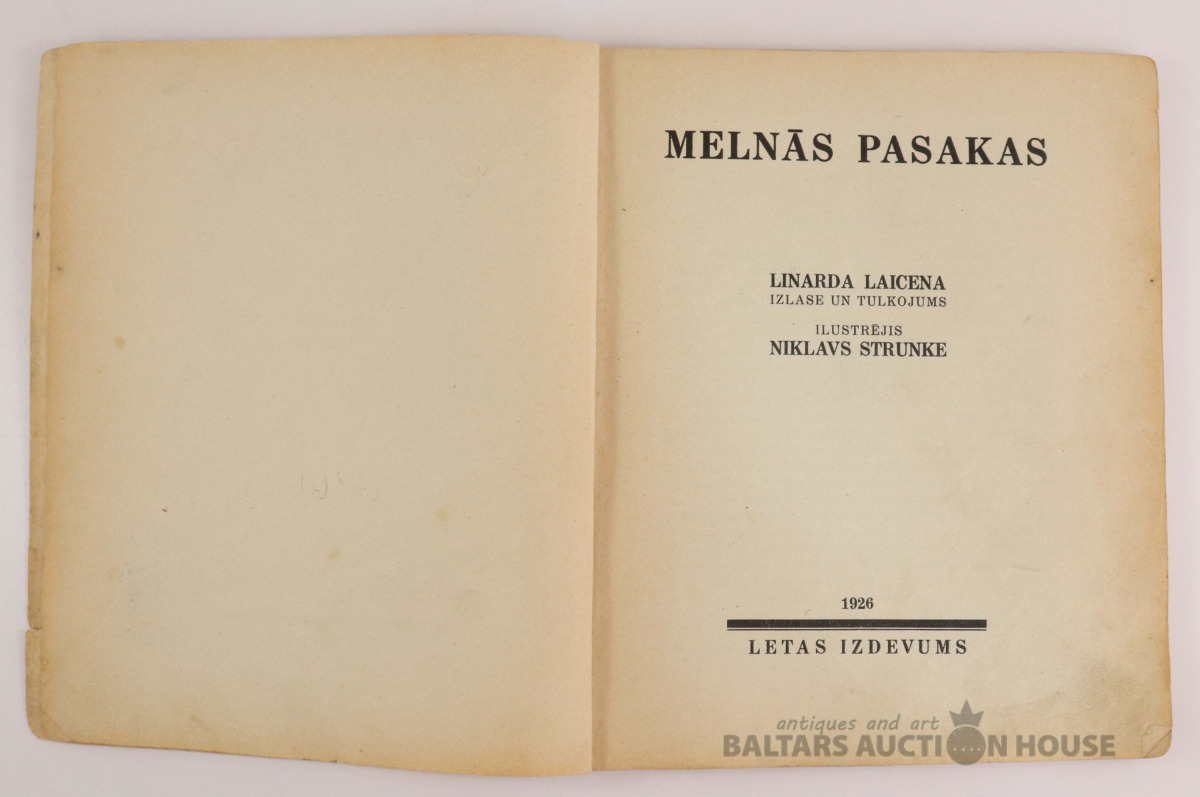 MELNĀS PASAKAS
LINARDA LAICENA
IZLASE UN TULKOJUMS
ILUSTRĒJIS
NIKLAVS STRUNKE
1926
LETAS IZDEVUMS
antiques and art
BALTARS AUCTION HOUSE